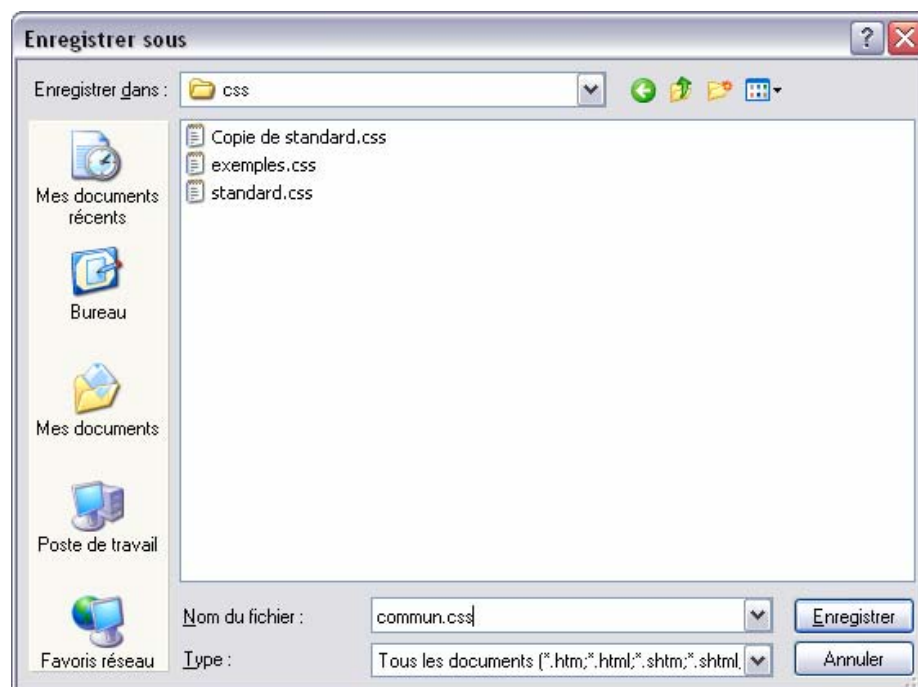 Enregistrer sous
Enregistrer dans :
css
Copie de standard.css
exemples.css
standard.css
Mes documents
récents
Bureau
Mes documents
Poste de travail
Favoris réseau
Nom du fichier :
commun.css
Enregistrer
Type :
Tous les documents (*.htm;*.html;*.shtm;*.shtml,
Annuler